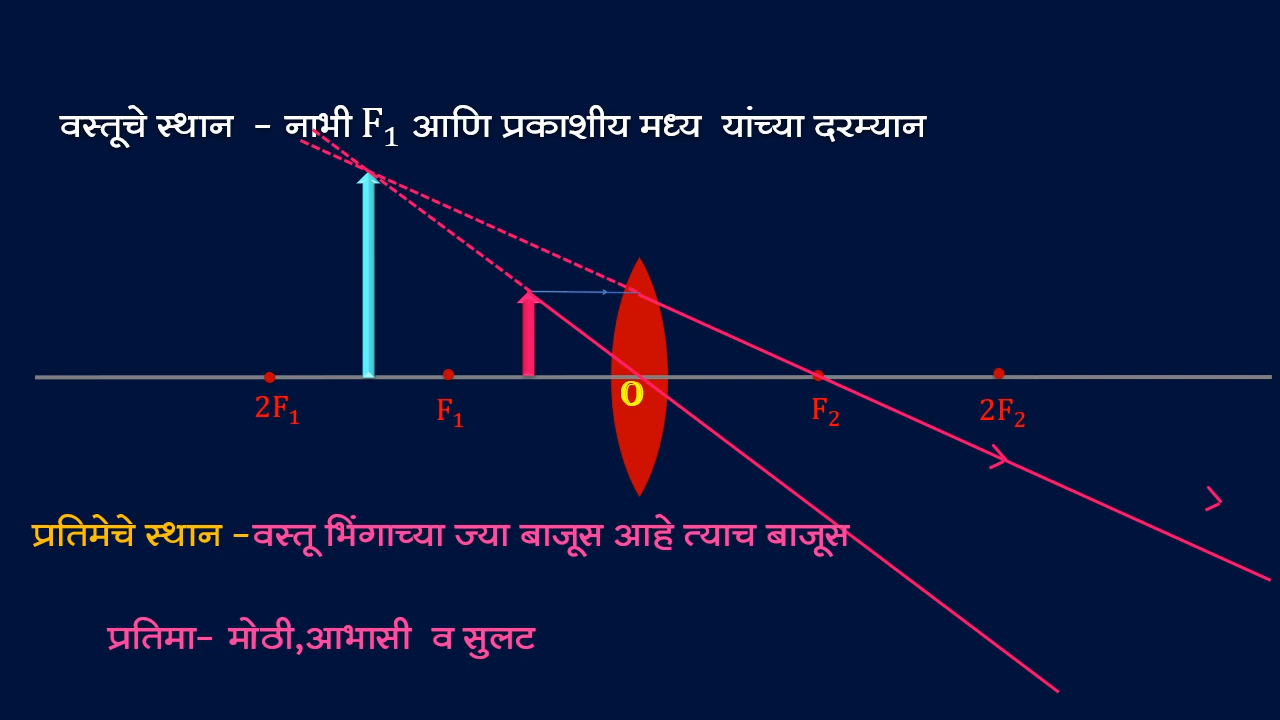 वस्तूचे स्थान - नाभी F₁ आणि प्रकाशीय मध्य यांच्या दरम्यान
O
2F₁ F₁ F₂ 2F₂
प्रतिमेचे स्थान -वस्तू भिंगाच्या ज्या बाजूस आहे त्याच बाजूस
प्रतिमा- मोठी,आभासी व सुलट